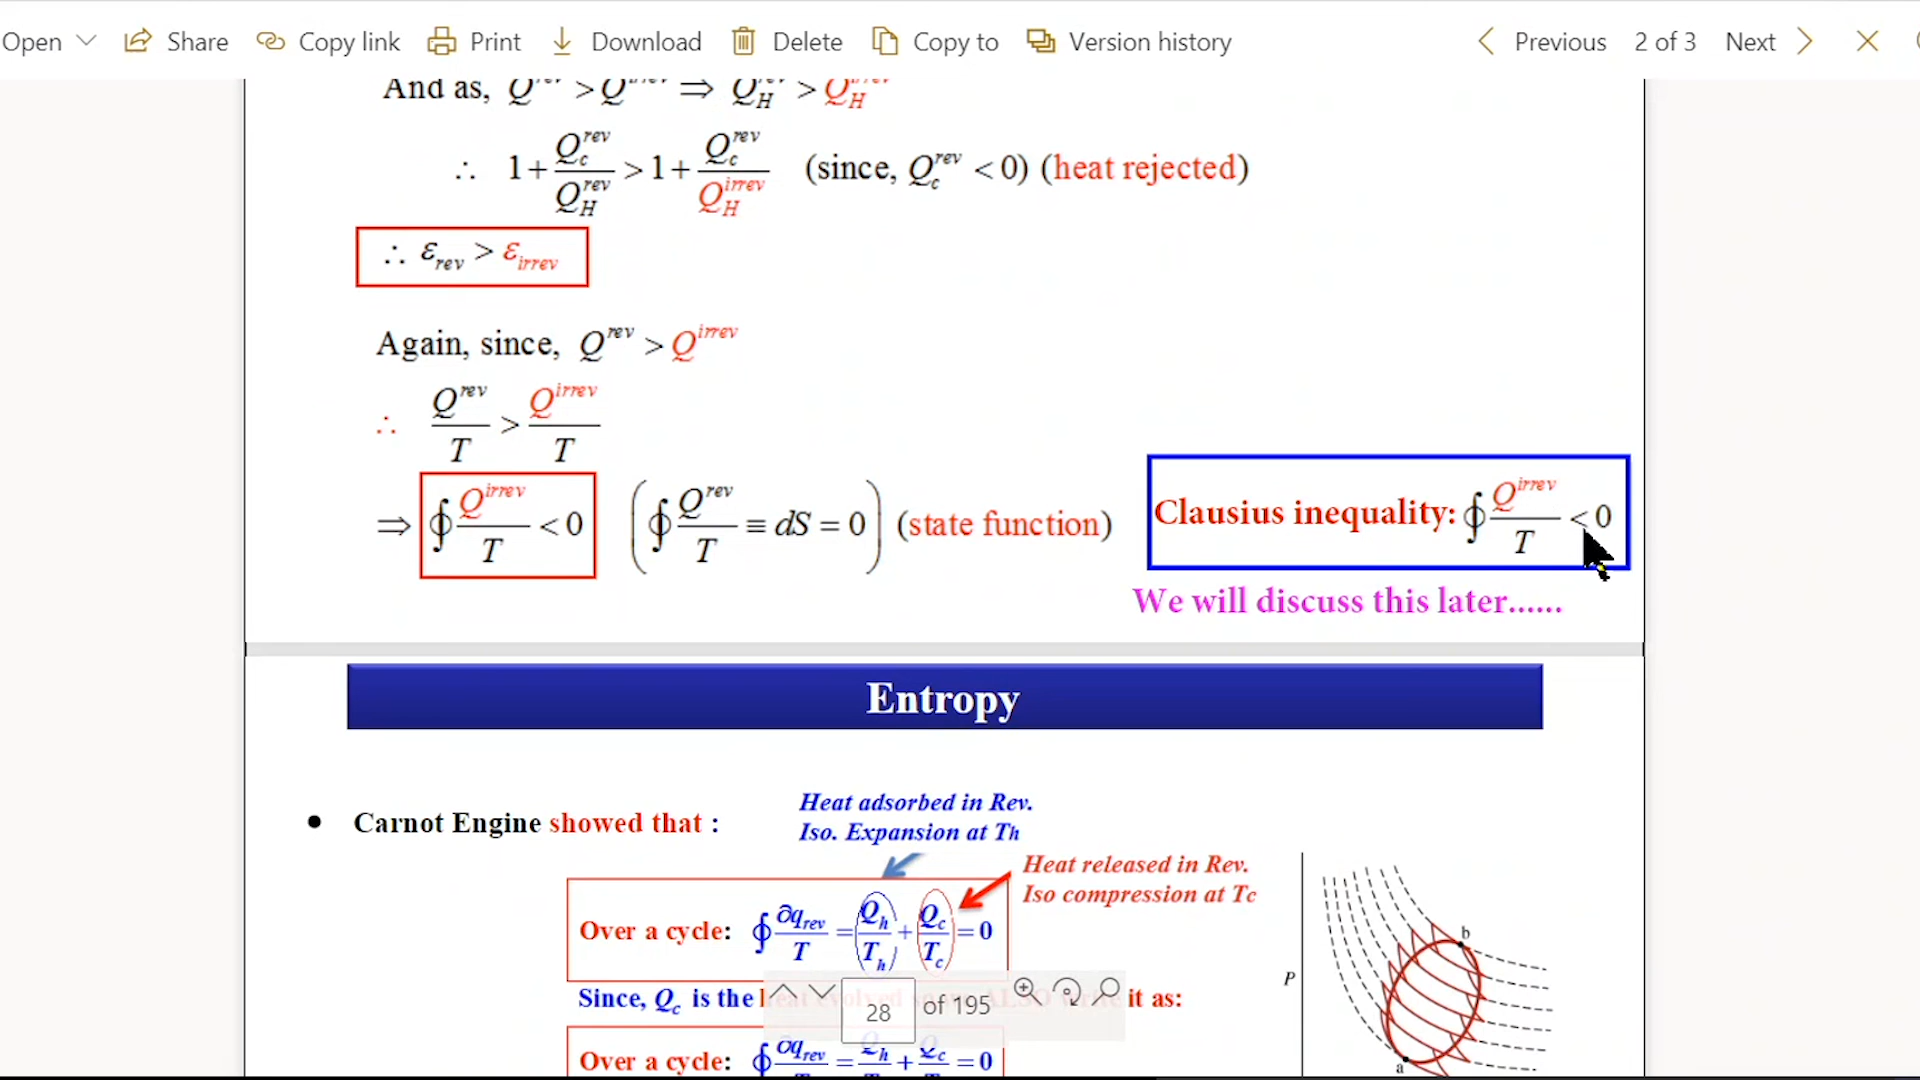 Open Share Copy link Print Download Delete Copy to Version history Previous 2 of 3 Next
And as, Q^rev > Q^irrev ⇒ Q_H^rev > Q_H^irrev
∴ 1 + Q_c^rev / Q_H^rev > 1 + Q_c^rev / Q_H^irrev (since, Q_c^rev < 0) (heat rejected)
∴ ε_rev > ε_irrev
Again, since, Q^rev > Q^irrev
∴ Q^rev / T > Q^irrev / T
⇒ ∮ Q^irrev / T < 0 (∮ Q^rev / T ≡ dS = 0) (state function)
Clausius inequality: ∮ Q^irrev / T < 0
We will discuss this later......
Entropy
• Carnot Engine showed that :
Heat adsorbed in Rev.
Iso. Expansion at Th
Heat released in Rev.
Iso compression at Tc
Over a cycle: ∮ ∂q_rev / T = Q_h / T_h + Q_c / T_c = 0
Since, Q_c is the it as:
28 of 195
Over a cycle: ∮ ∂q_rev = Q_h + Q_c = 0
P
b
a